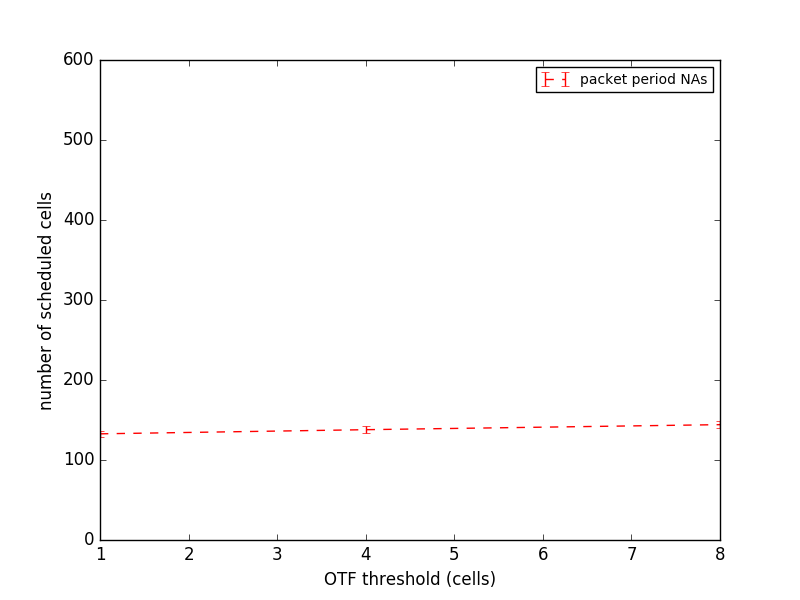 600
packet period NAs
500
400
300
200
100
0
number of scheduled cells
1 2 3 4 5 6 7 8
OTF threshold (cells)